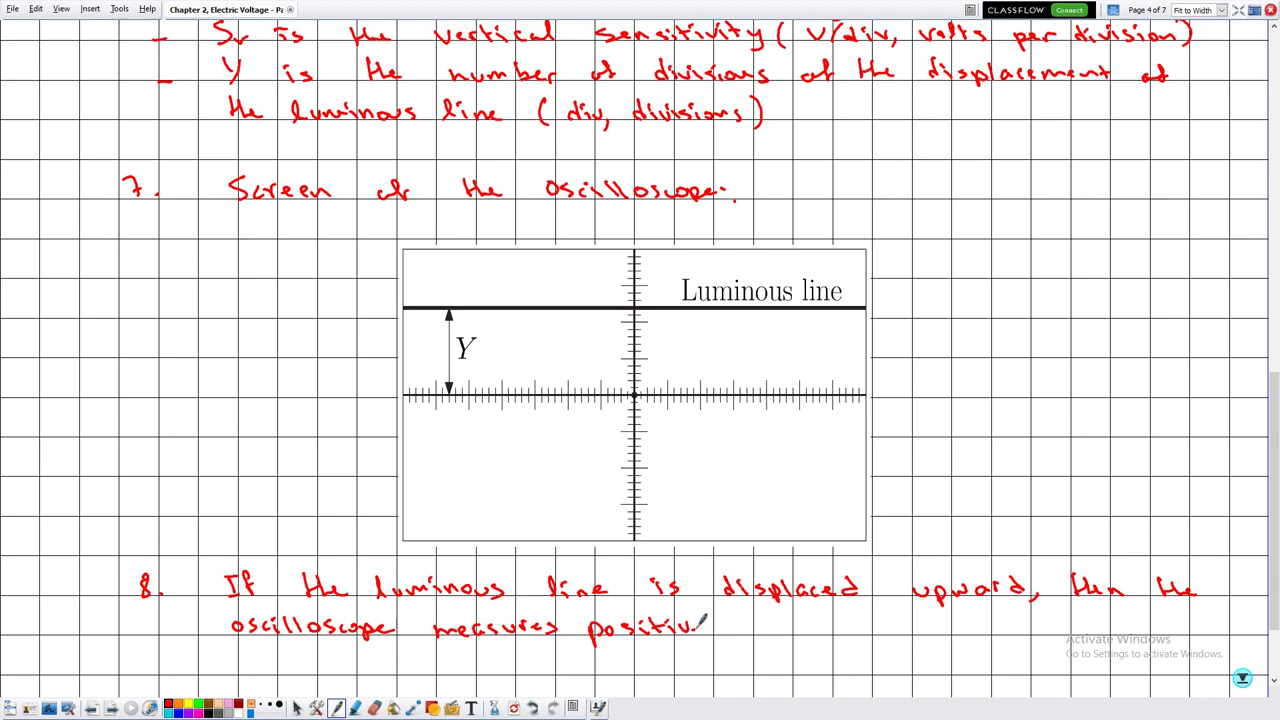 File Edit View Insert Tools Help Chapter 2, Electric Voltage - Pa CLASSFLOW Connect Page 4 of 7 Fit to Width
- Sv is the vertical sensitivity (V/div, volts per division)
- Y is the number of divisions of the displacement of
the luminous line (div, divisions)
7. Screen of the oscilloscope.
Luminous line
Y
8. If the luminous line is displaced upward, then the
oscilloscope measures positiv
Activate Windows
Go to Settings to activate Windows.